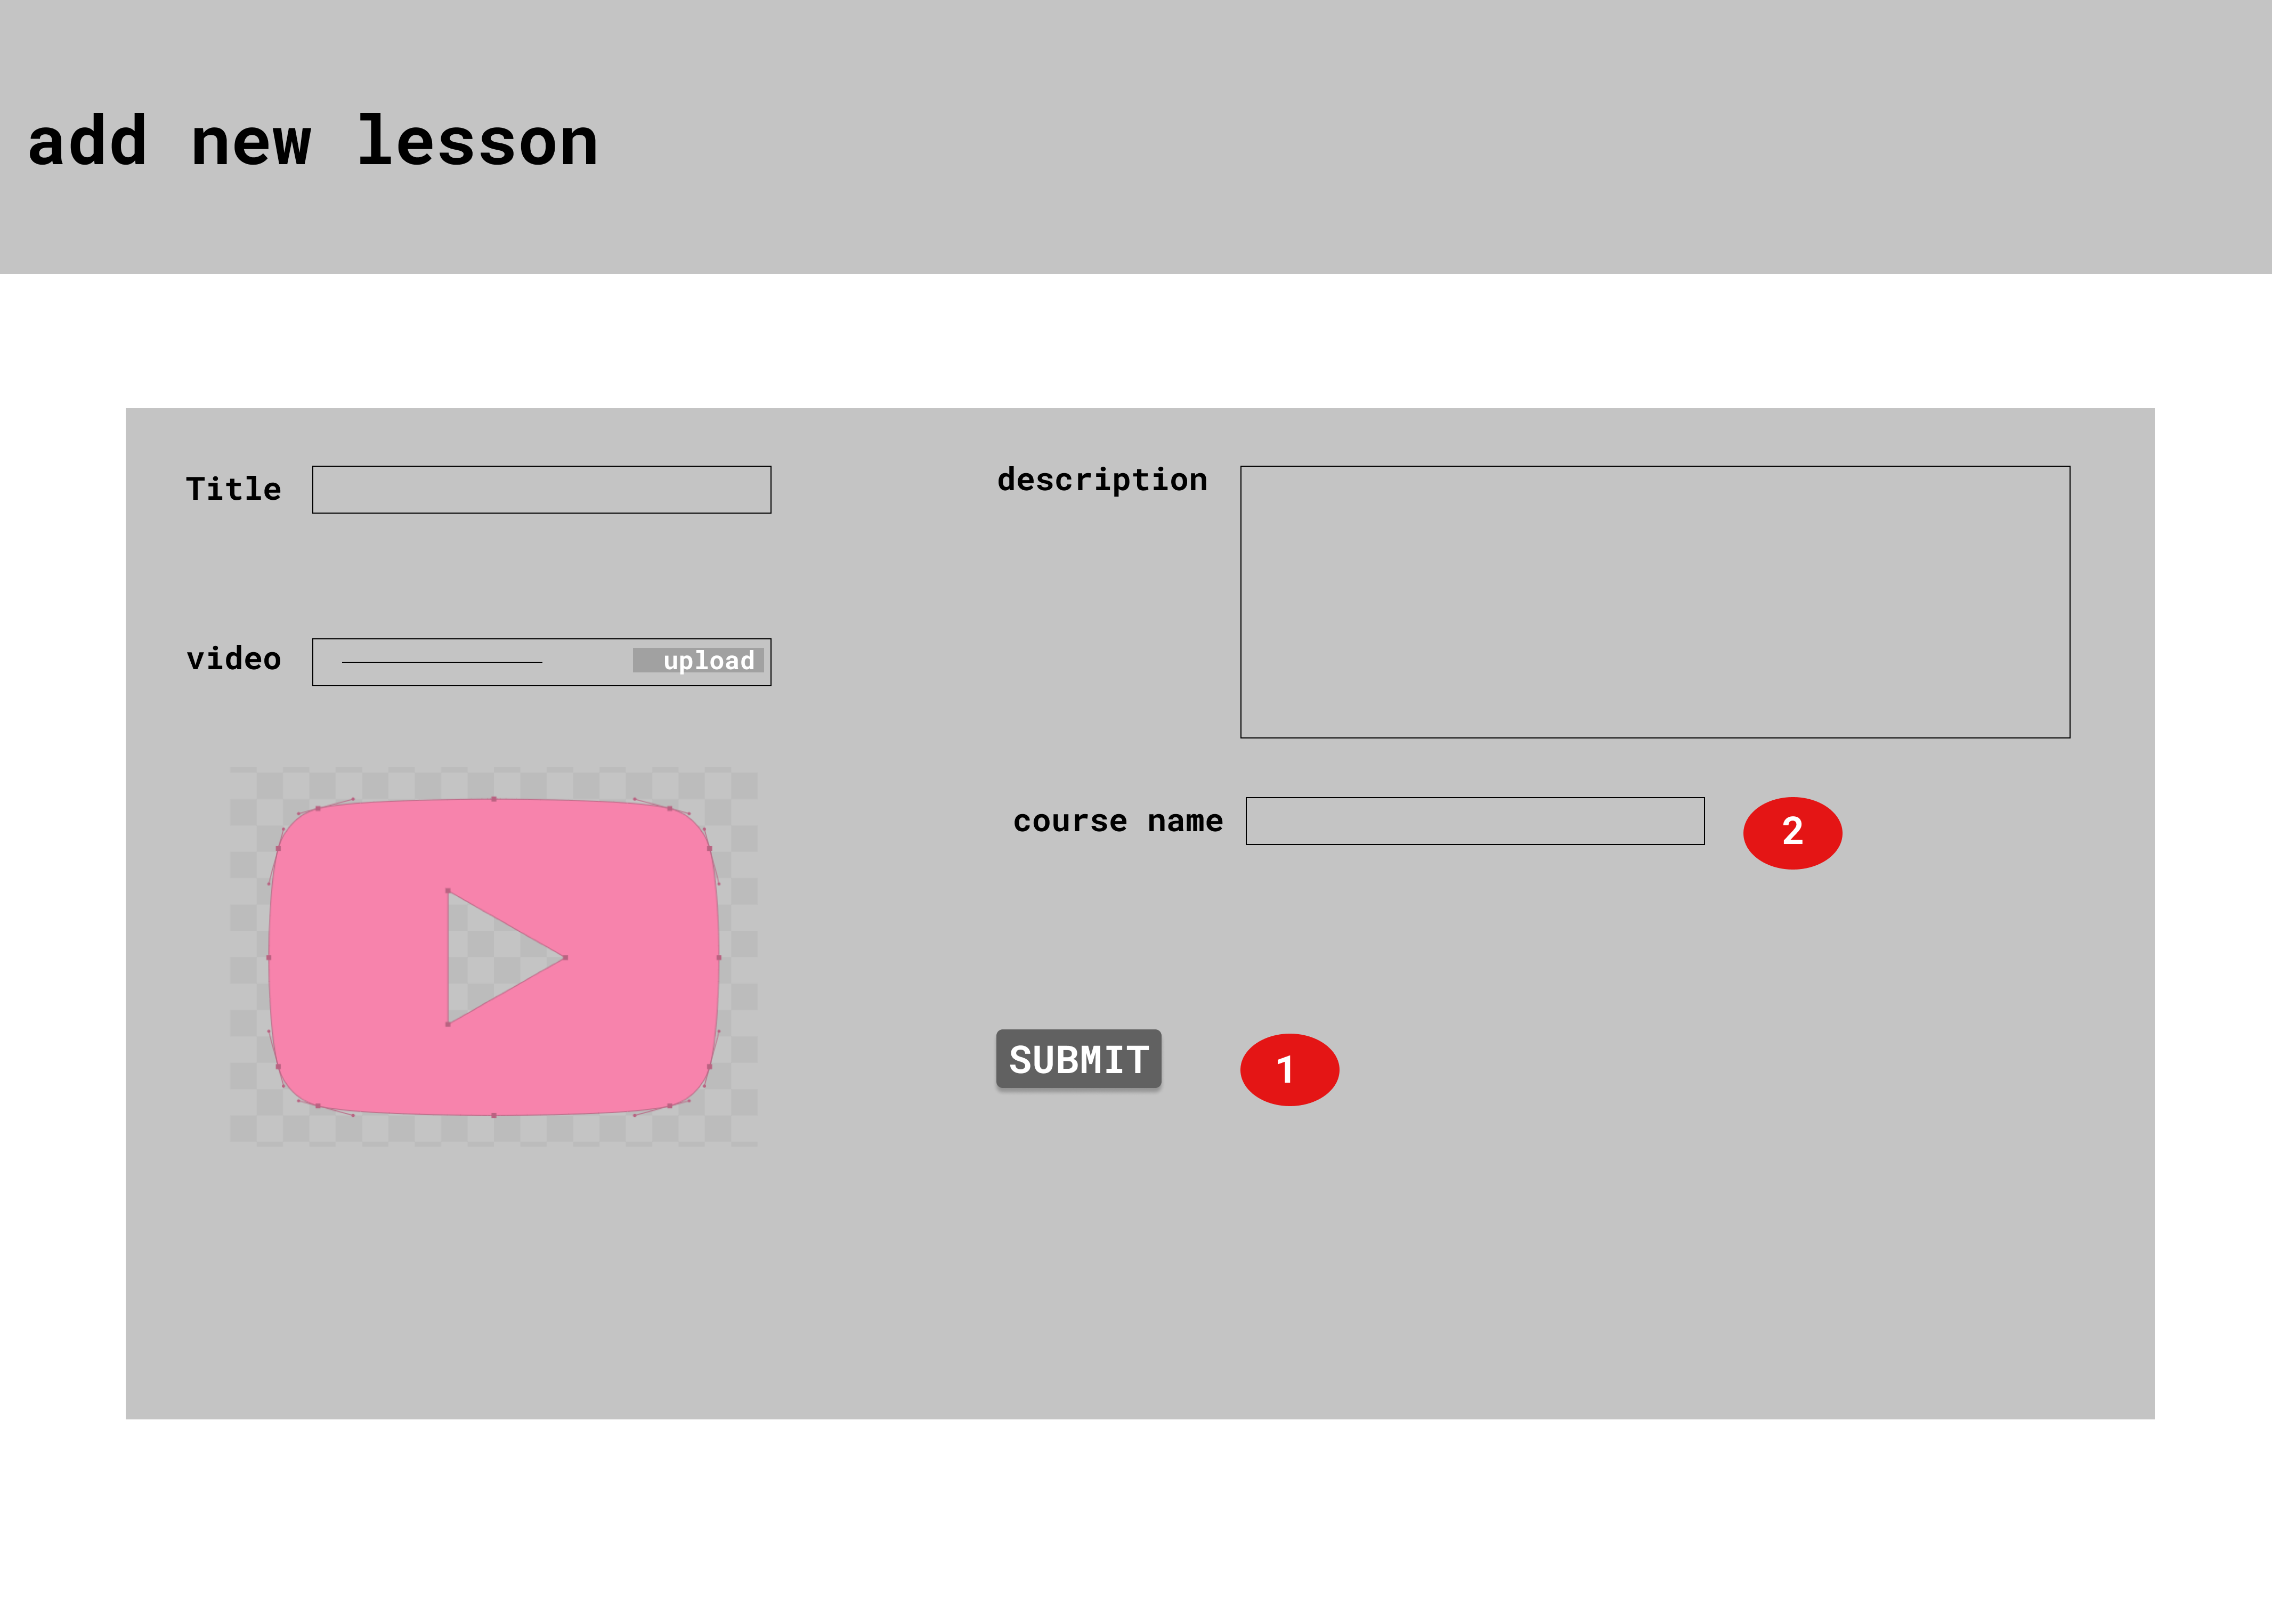 add new lesson
Title
description
video
upload
course name
2
SUBMIT
1